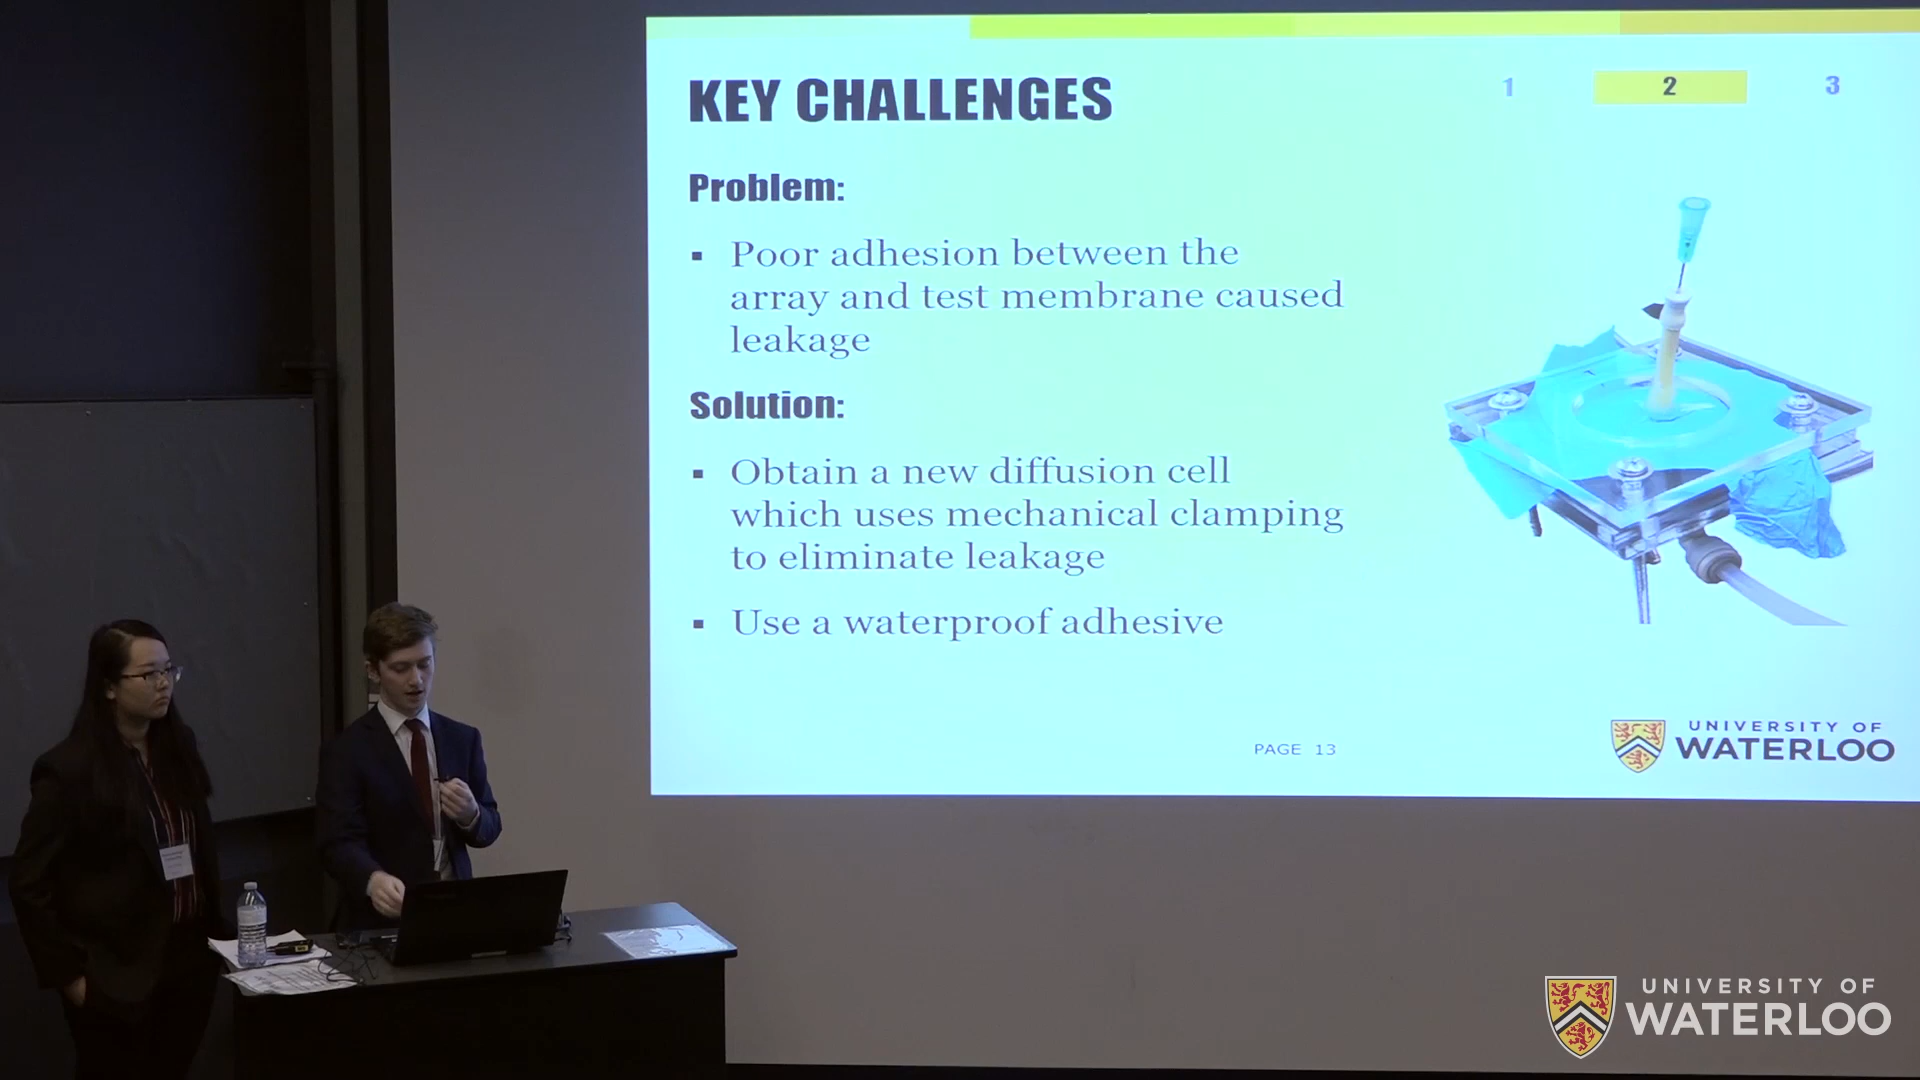 KEY CHALLENGES
1 2 3
Problem:
▪ Poor adhesion between the
array and test membrane caused
leakage
Solution:
▪ Obtain a new diffusion cell
which uses mechanical clamping
to eliminate leakage
▪ Use a waterproof adhesive
PAGE 13
UNIVERSITY OF
WATERLOO
UNIVERSITY OF
WATERLOO